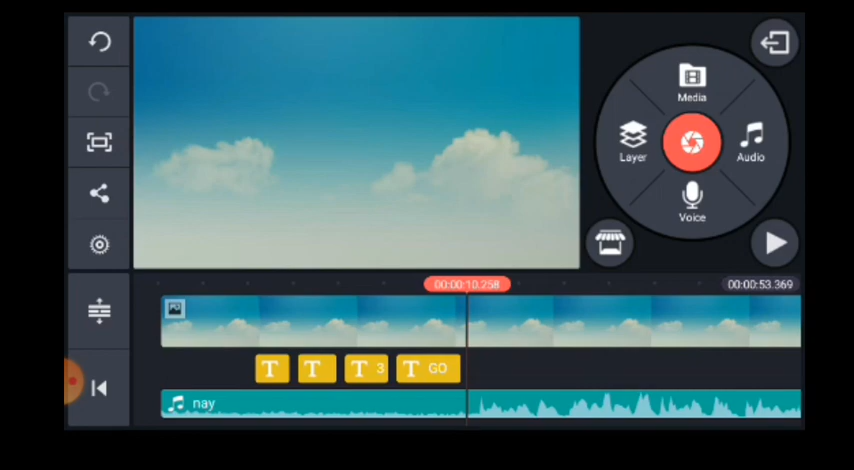 Media
Layer
Audio
Voice
00:00:10.258
00:00:53.369
T
T
T 3
T GO
nay